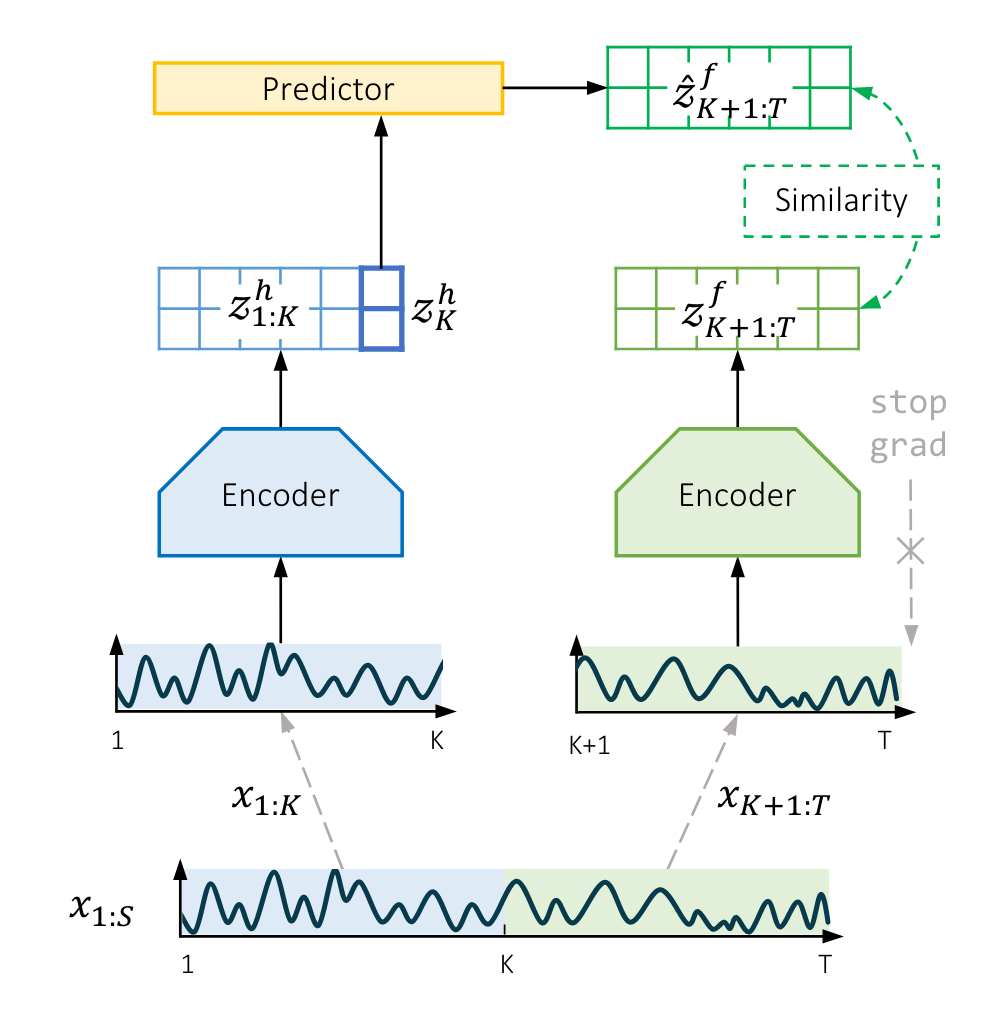 Predictor
ẑ^f_{K+1:T}
Similarity
z^h_{1:K}
z^h_K
z^f_{K+1:T}
stop
grad
Encoder
Encoder
1
K
K+1
T
x_{1:K}
x_{K+1:T}
x_{1:S}
1
K
T